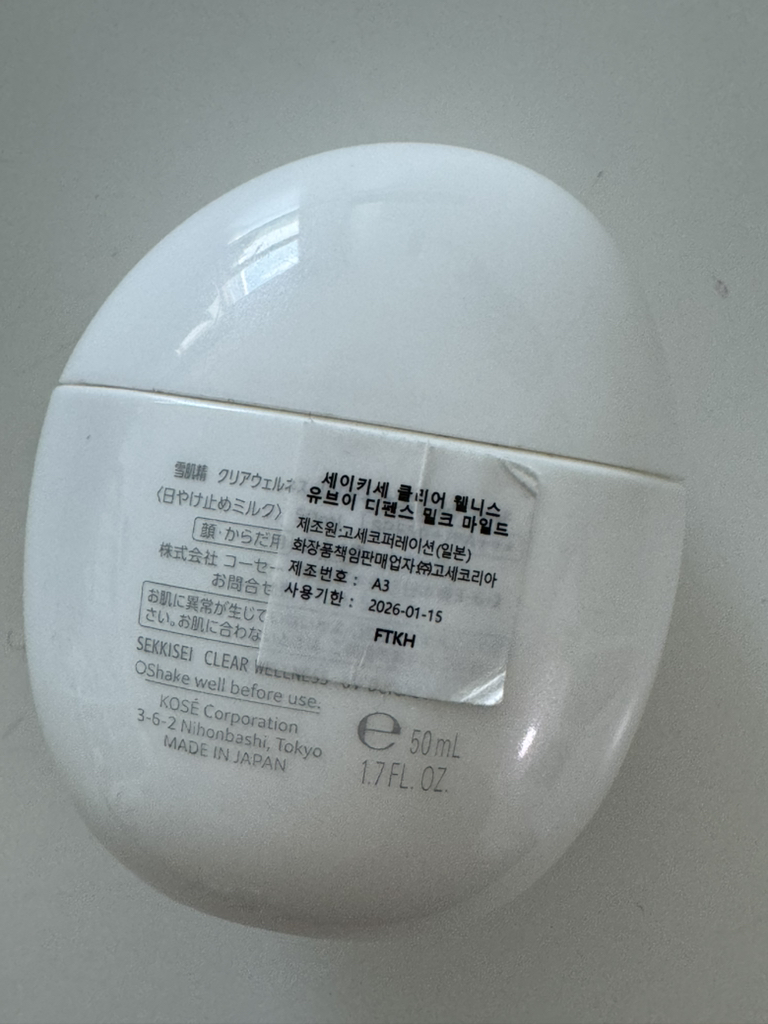 雪肌精 クリアウェルネス
〈日やけ止めミルク〉
顔・からだ用
株式会社 コーセー
お問合せ
お肌に異常が生じて
さい。お肌に合わな
SEKKISEI CLEAR WELLNESS UV
Shake well before use.
KOSÉ Corporation
3-6-2 Nihonbashi, Tokyo
MADE IN JAPAN
세이키세 클리어 웰니스
유브이 디펜스 밀크 마일드
제조원:고세코퍼레이션(일본)
화장품책임판매업자:㈜고세코리아
제조번호 : A3
사용기한 : 2026-01-15
FTKH
e 50 mL
1.7 FL. OZ.